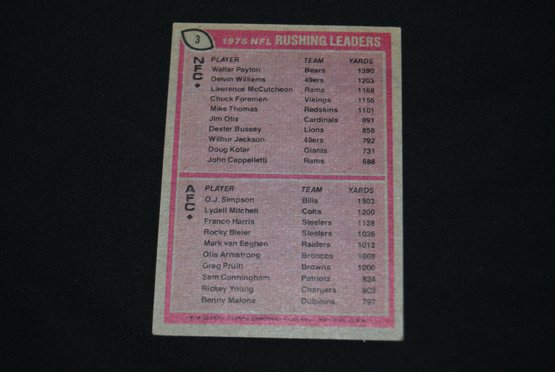 3
1976 NFL RUSHING LEADERS
NFC
PLAYER TEAM YARDS
Walter Payton Bears 1390
Delvin Williams 49ers 1203
Lawrence McCutcheon Rams 1168
Chuck Foreman Vikings 1155
Mike Thomas Redskins 1101
Jim Otis Cardinals 891
Dexter Bussey Lions 858
Wilbur Jackson 49ers 792
Doug Kotar Giants 731
John Cappelletti Rams 688
AFC
PLAYER TEAM YARDS
O.J. Simpson Bills 1503
Lydell Mitchell Colts 1200
Franco Harris Steelers 1128
Rocky Bleier Steelers 1036
Mark van Eeghen Raiders 1012
Otis Armstrong Broncos 1008
Greg Pruitt Browns 1000
Sam Cunningham Patriots 824
Rickey Young Chargers 802
Benny Malone Dolphins 797